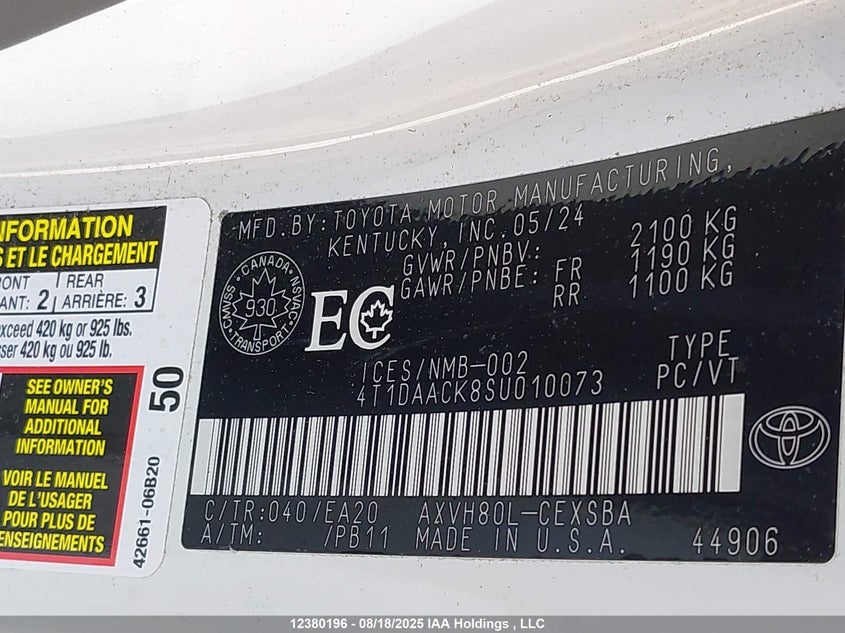 INFORMATION
S ET LE CHARGEMENT
RONT | REAR
ANT: 2 | ARRIÈRE: 3
exceed 420 kg or 925 lbs.
ser 420 kg ou 925 lb.
SEE OWNER'S
MANUAL FOR
ADDITIONAL
INFORMATION
VOIR LE MANUEL
DE L'USAGER
POUR PLUS DE
RENSEIGNEMENTS
50
42661-06B20
MFD.BY:TOYOTA MOTOR MANUFACTURING,
KENTUCKY, INC. 05/24
GVWR/PNBV: 2100 KG
GAWR/PNBE: FR 1190 KG
RR 1100 KG
CANADA
CMVSS NSVAC
930
TRANSPORT
EC
ICES/NMB-002
4T1DAACK8SU010073
TYPE
PC/VT
C/TR:040/EA20 AXVH80L-CEXSBA
A/TM: /PB11 MADE IN U.S.A. 44906
12380196 - 08/18/2025 IAA Holdings , LLC